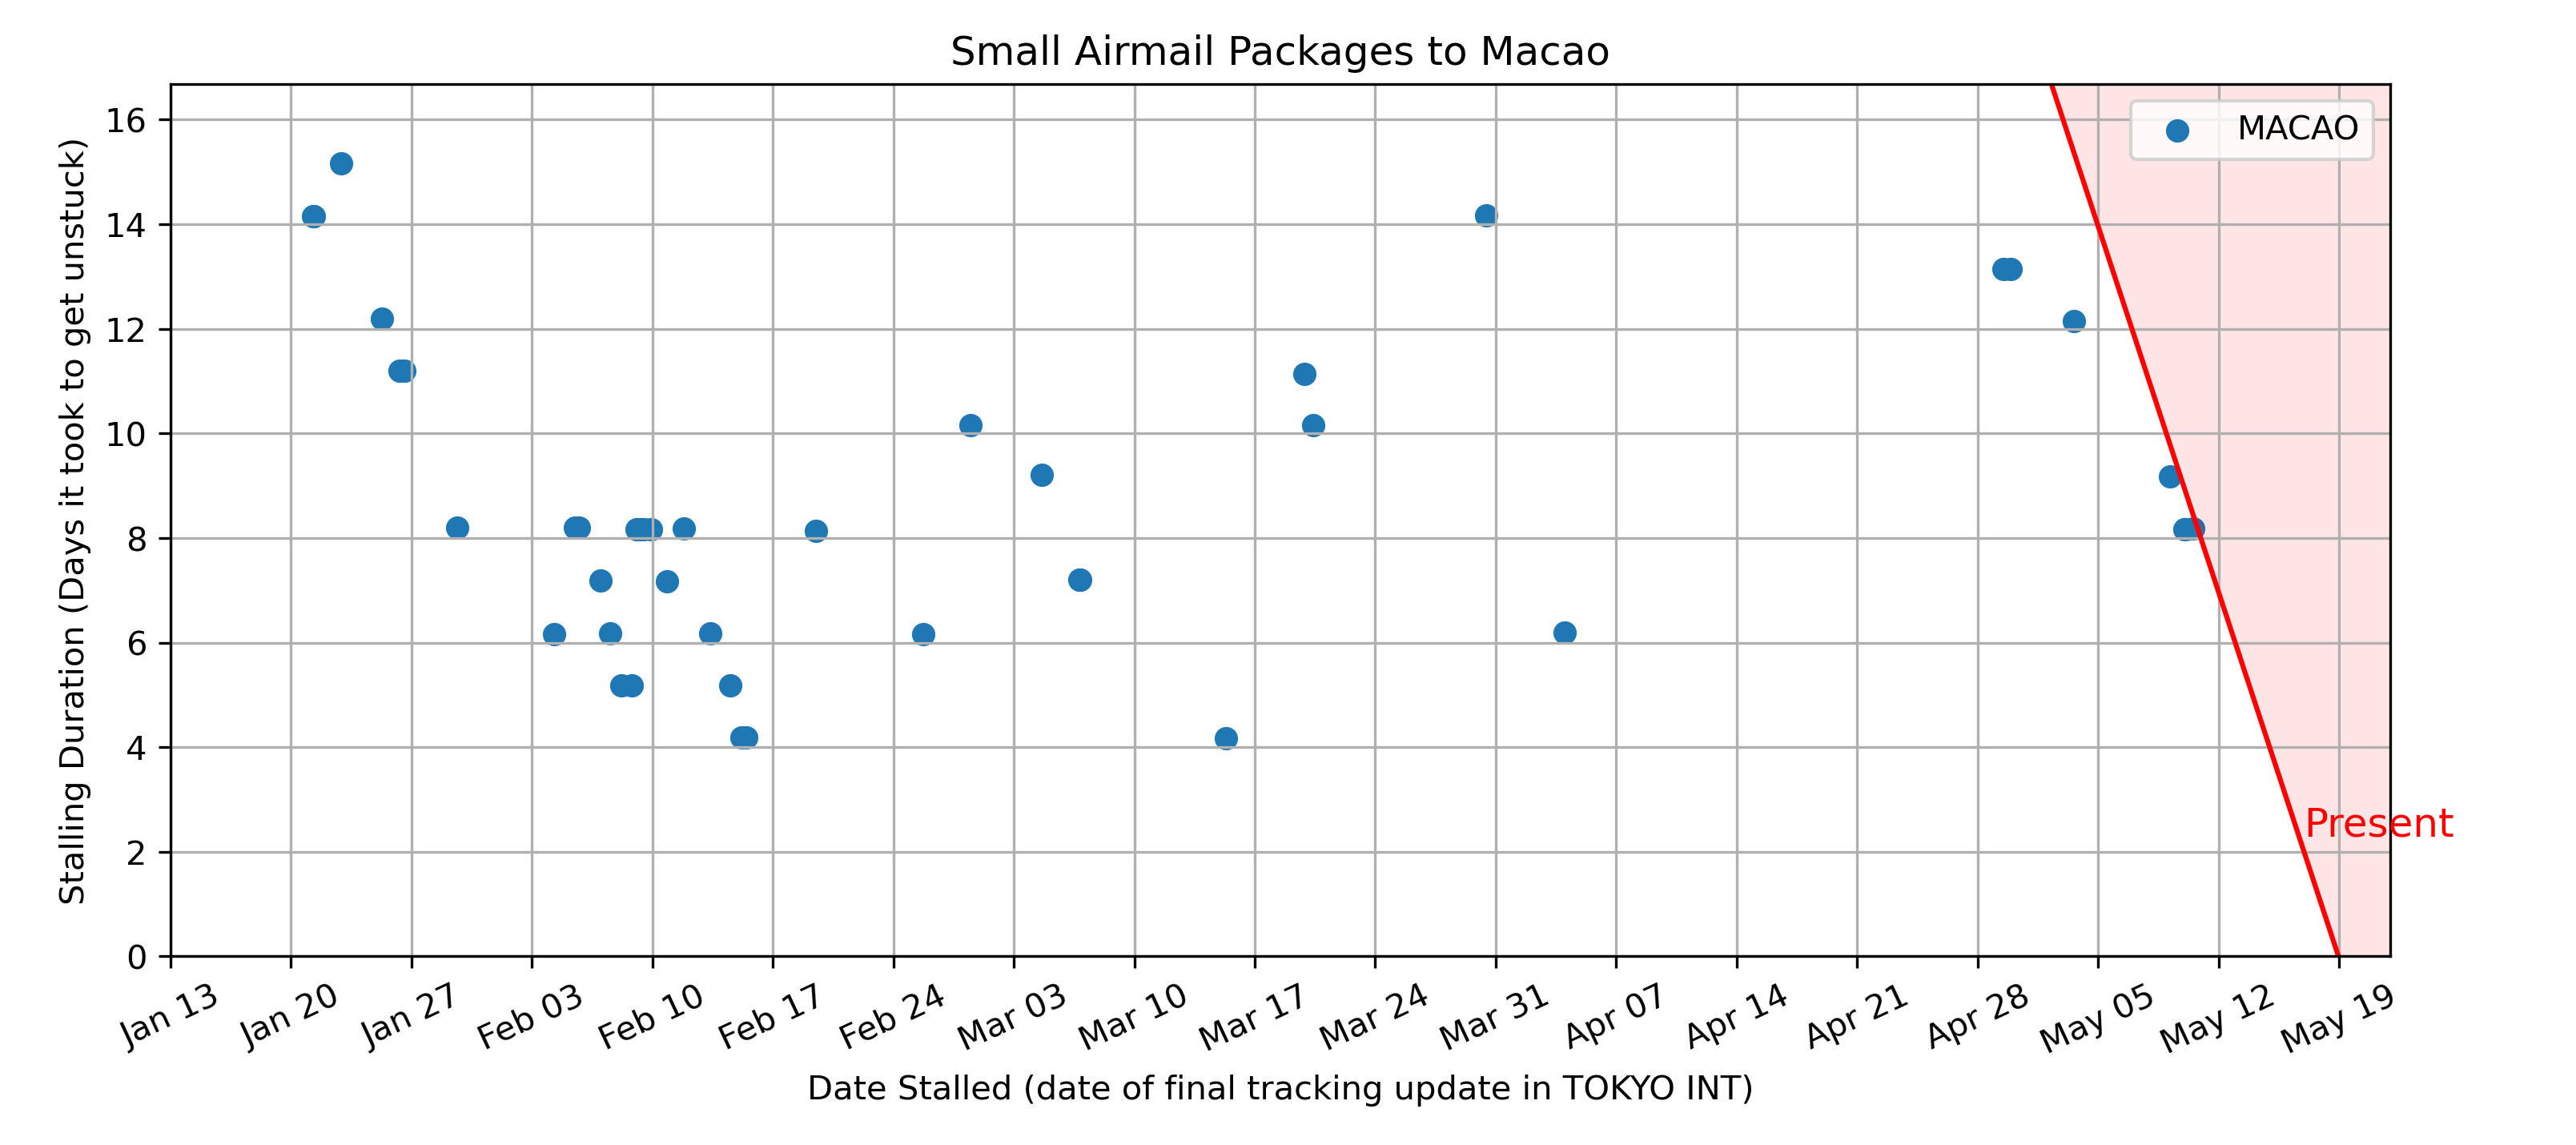 Small Airmail Packages to Macao
MACAO
Stalling Duration (Days it took to get unstuck)
16
14
12
10
8
6
4
2
0
Present
Jan 13
Jan 20
Jan 27
Feb 03
Feb 10
Feb 17
Feb 24
Mar 03
Mar 10
Mar 17
Mar 24
Mar 31
Apr 07
Apr 14
Apr 21
Apr 28
May 05
May 12
May 19
Date Stalled (date of final tracking update in TOKYO INT)